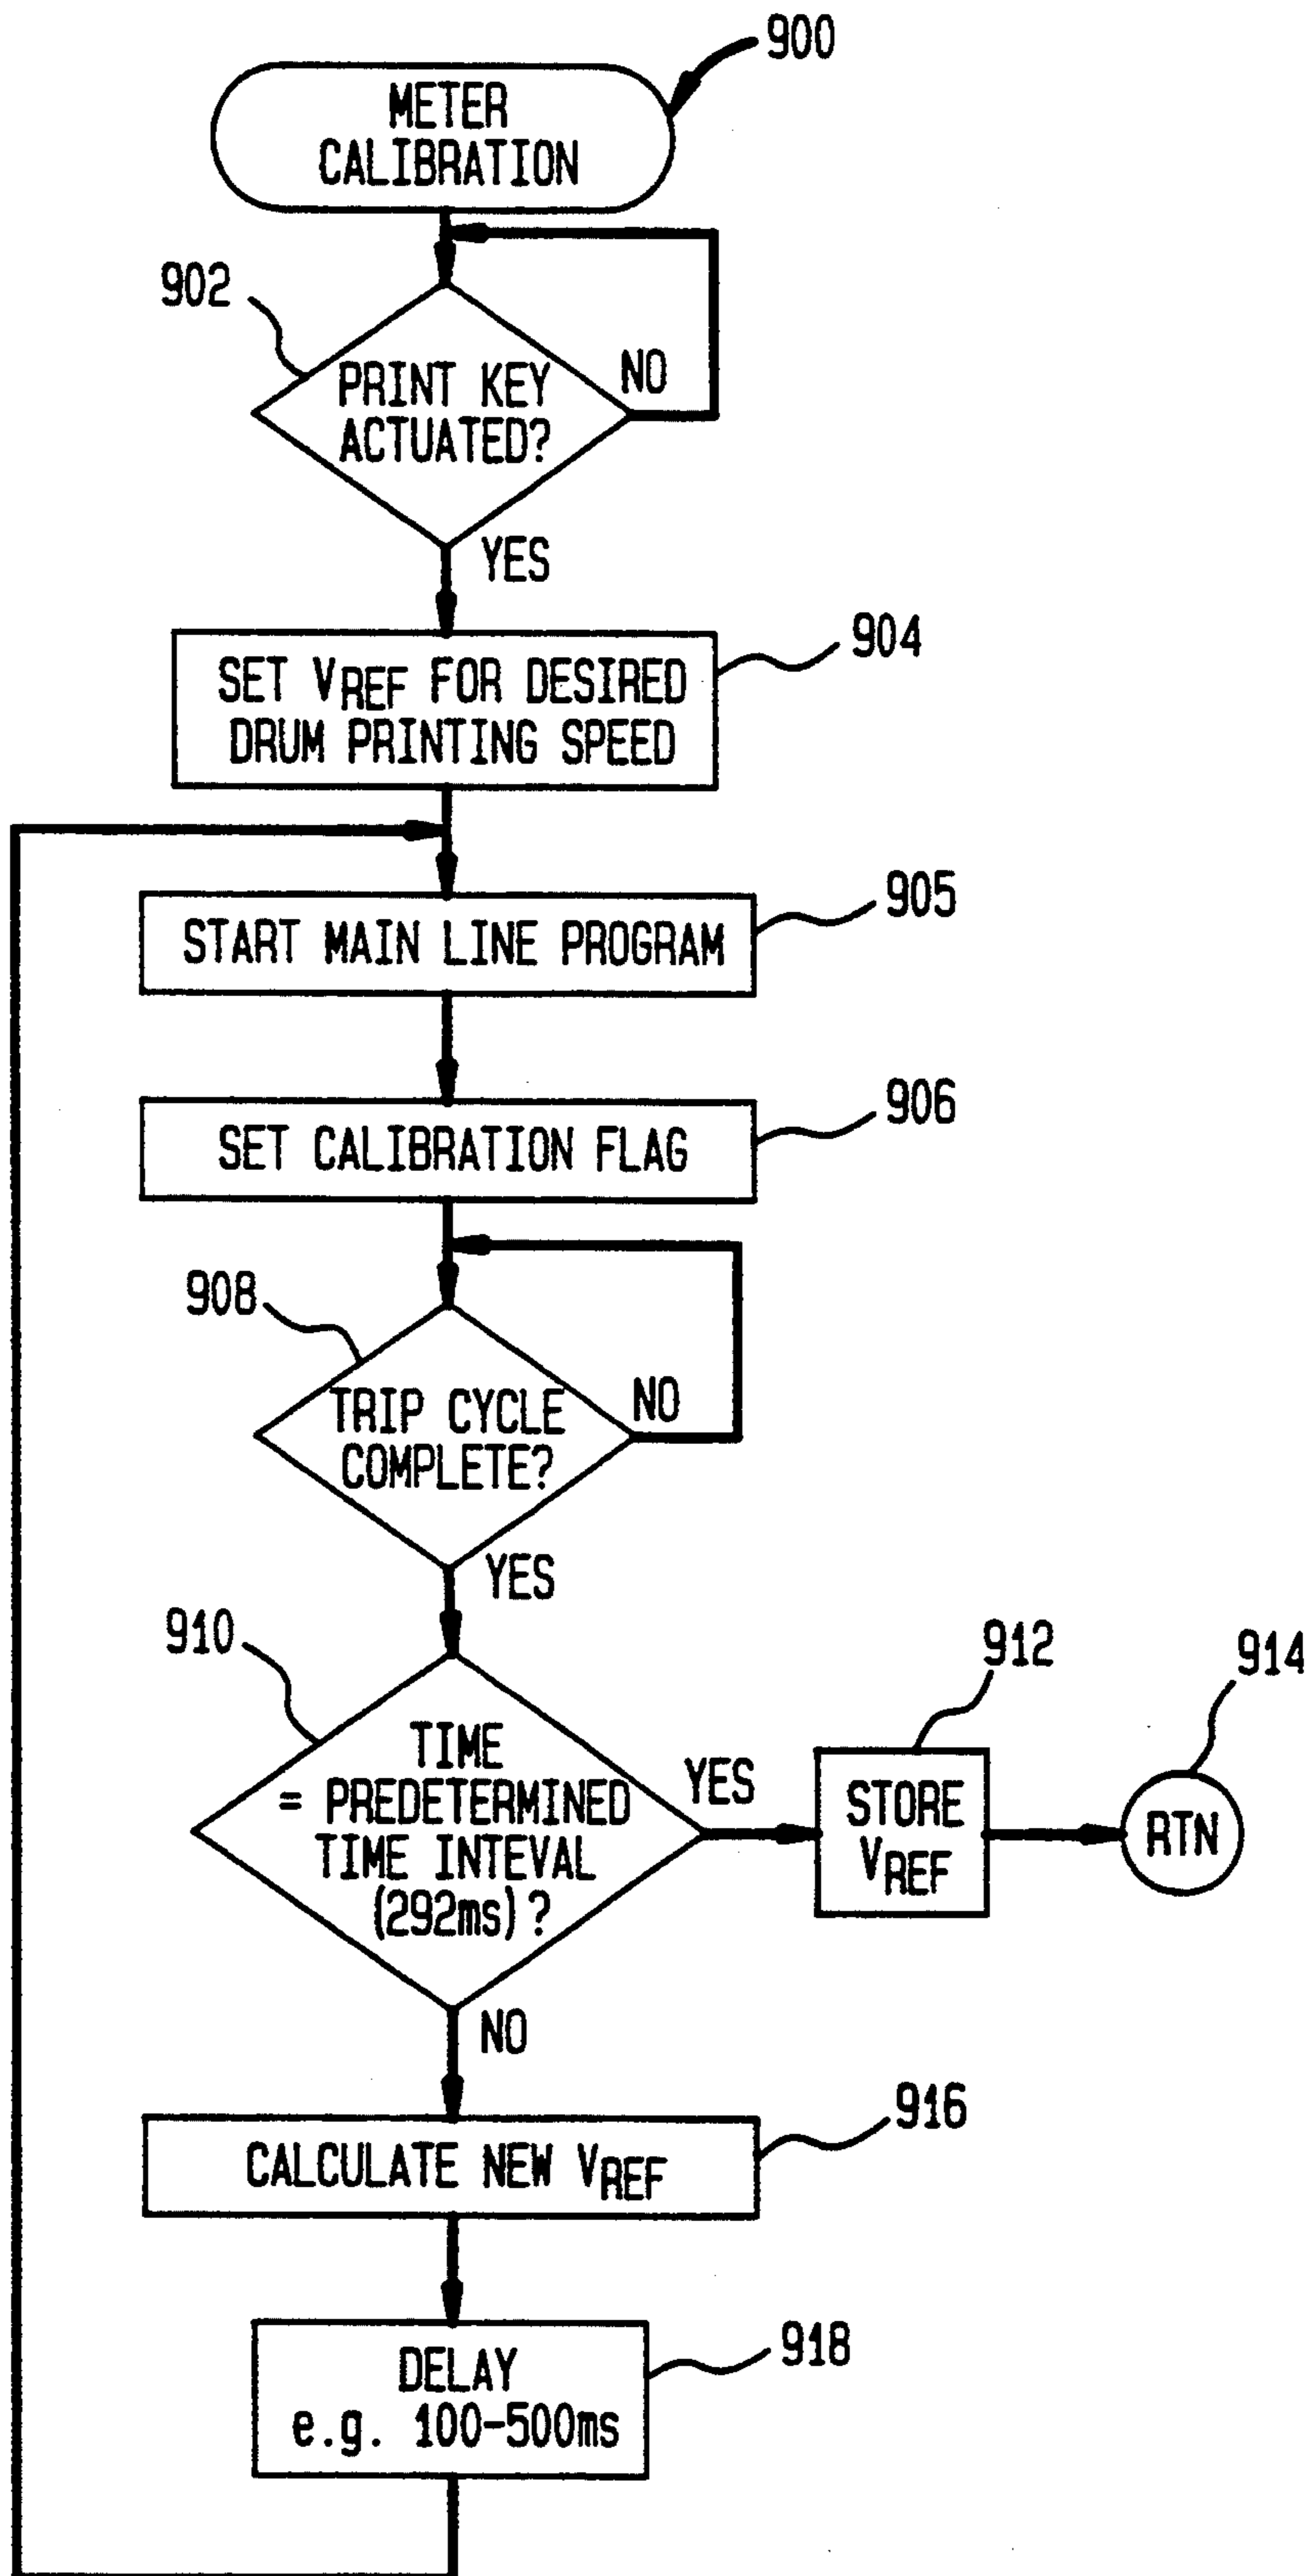 900
METER
CALIBRATION
902
PRINT KEY
ACTUATED?
NO
YES
904
SET VREF FOR DESIRED
DRUM PRINTING SPEED
905
START MAIN LINE PROGRAM
906
SET CALIBRATION FLAG
908
TRIP CYCLE
COMPLETE?
NO
YES
910
TIME
= PREDETERMINED
TIME INTEVAL
(292ms)?
YES
912
STORE
VREF
914
RTN
NO
916
CALCULATE NEW VREF
918
DELAY
e.g. 100-500ms